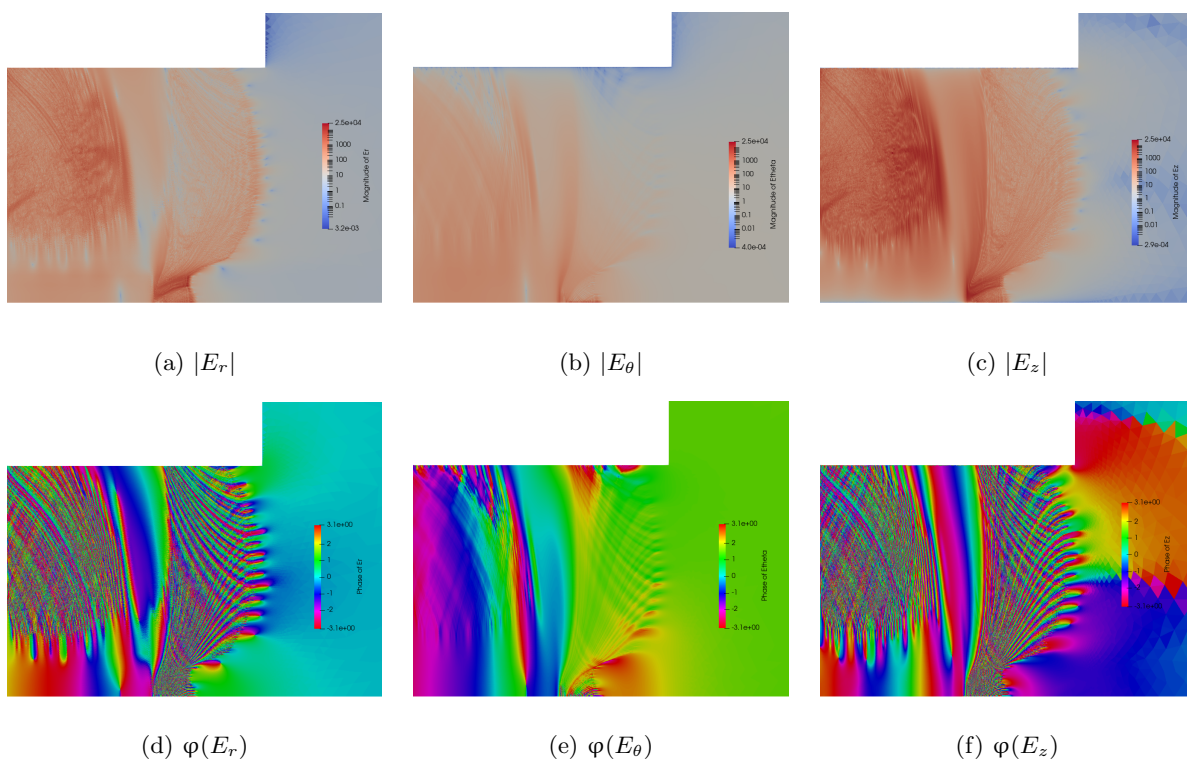 2.5e+04
1000
100
10
1
0.1
3.2e-03
Magnitude of Er
2.5e+04
1000
100
10
1
0.1
0.01
4.0e-04
Magnitude of Etheta
2.5e+04
1000
100
10
1
0.1
0.01
2.9e-04
Magnitude of Ez
(a) |E_r|
(b) |E_θ|
(c) |E_z|
3.1e+00
2
1
0
-1
-2
-3.1e+00
Phase of Er
3.1e+00
2
1
0
-1
-2
-3.1e+00
Phase of Etheta
3.1e+00
2
1
0
-1
-2
-3.1e+00
Phase of Ez
(d) φ(E_r)
(e) φ(E_θ)
(f) φ(E_z)